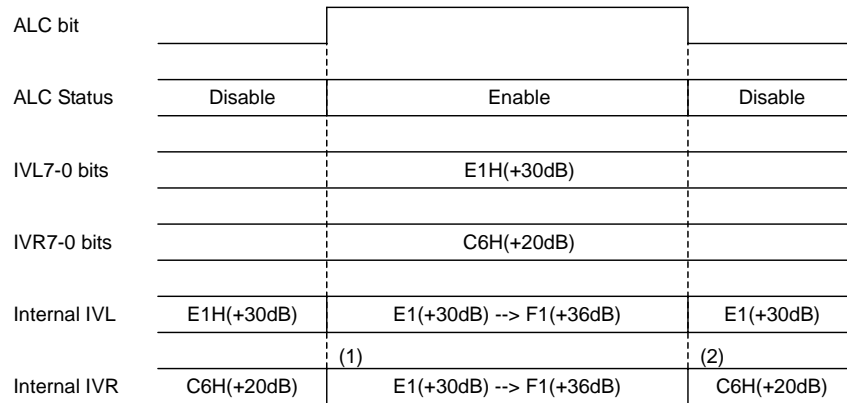 ALC bit
ALC Status Disable Enable Disable
IVL7-0 bits E1H(+30dB)
IVR7-0 bits C6H(+20dB)
Internal IVL E1H(+30dB) E1(+30dB) --> F1(+36dB) E1(+30dB)
(1) (2)
Internal IVR C6H(+20dB) E1(+30dB) --> F1(+36dB) C6H(+20dB)